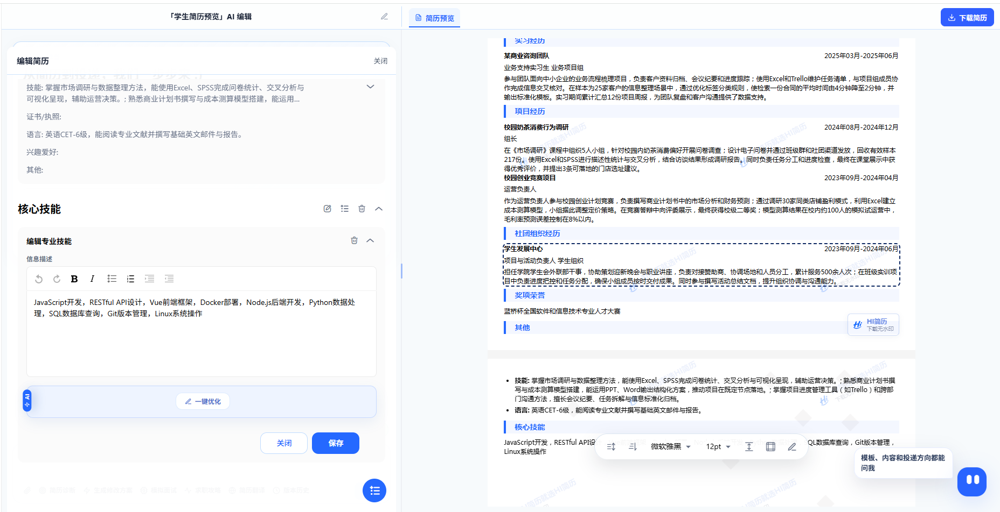 「学生简历预览」AI 编辑
编辑简历
关闭
技能: 掌握市场调研与数据整理方法，能使用Excel、SPSS完成问卷统计、交叉分析与
可视化呈现，辅助运营决策。; 熟悉商业计划书撰写与成本测算模型搭建，能运用...
证书/执照:
语言: 英语CET-6级，能阅读专业文献并撰写基础英文邮件与报告。
兴趣爱好:
其他:
核心技能
编辑专业技能
信息描述
B I
JavaScript开发，RESTful API设计，Vue前端框架，Docker部署，Node.js后端开发，Python数据处
理，SQL数据库查询，Git版本管理，Linux系统操作
AI
一键优化
关闭
保存
简历预览
下载简历
实习经历
某商业咨询团队
2025年03月-2025年06月
业务支持实习生 业务项目组
参与团队面向中小企业的业务流程梳理项目，负责客户资料归档、会议纪要和进度跟踪；使用Excel和Trello维护任务清单，与项目组成员协
作完成信息交叉核对。在样本为25家客户的信息整理场景中，通过优化标签分类规则，使检索一份合同的平均时间由4分钟降至2分钟，并
输出标准化模板。实习期间累计汇总12份项目周报，为团队复盘和客户沟通提供了数据支持。
项目经历
校园奶茶消费行为调研
2024年08月-2024年12月
组长
在《市场调研》课程中组织5人小组，针对校园内奶茶消费偏好开展问卷调查；设计电子问卷并通过班级群和社团渠道发放，回收有效样本
217份。使用Excel和SPSS进行描述性统计与交叉分析，结合访谈结果形成调研报告。同时负责任务分工和进度检查，最终在课堂展示中获
得优秀评价，并提出3条可落地的门店选址建议。
校园创业竞赛项目
2023年09月-2024年04月
运营负责人
作为运营负责人参与校园创业计划竞赛，负责撰写商业计划书中的市场分析和财务预测；通过调研30家同类店铺盈利模式，利用Excel建立
成本测算模型，小组据此调整定价策略。在竞赛答辩中向评委展示，最终获得校级二等奖；模型测算结果在校内约100人的模拟试运营中，
毛利率预测误差控制在8%以内。
社团组织经历
学生发展中心
2023年09月-2024年06月
项目与活动负责人 学生组织
担任学院学生会外联部干事，协助策划迎新晚会与职业讲座，负责对接赞助商、协调场地和人员分工，累计服务500余人次；在班级实训项
目中负责进度把控和任务分配，确保小组成员按时交付成果。同时参与撰写活动总结文档，提升组织协调与沟通能力。
奖项荣誉
蓝桥杯全国软件和信息技术专业人才大赛
其他
HI简历
下载无水印
技能: 掌握市场调研与数据整理方法，能使用Excel、SPSS完成问卷统计、交叉分析与可视化呈现，辅助运营决策。; 熟悉商业计划书撰
写与成本测算模型搭建，能运用PPT、Word输出结构化方案，推动项目在既定节点落地。; 掌握项目进度管理工具（如Trello）和跨部
门沟通方法，擅长会议纪要、任务拆解与信息标准化归档。
语言: 英语CET-6级，能阅读专业文献并撰写基础英文邮件与报告。
核心技能
JavaScript开发，RESTful API设 QL数据库查询，Git版本管理，
Linux系统操作
微软雅黑
12pt
模板、内容和投递方向都能
问我